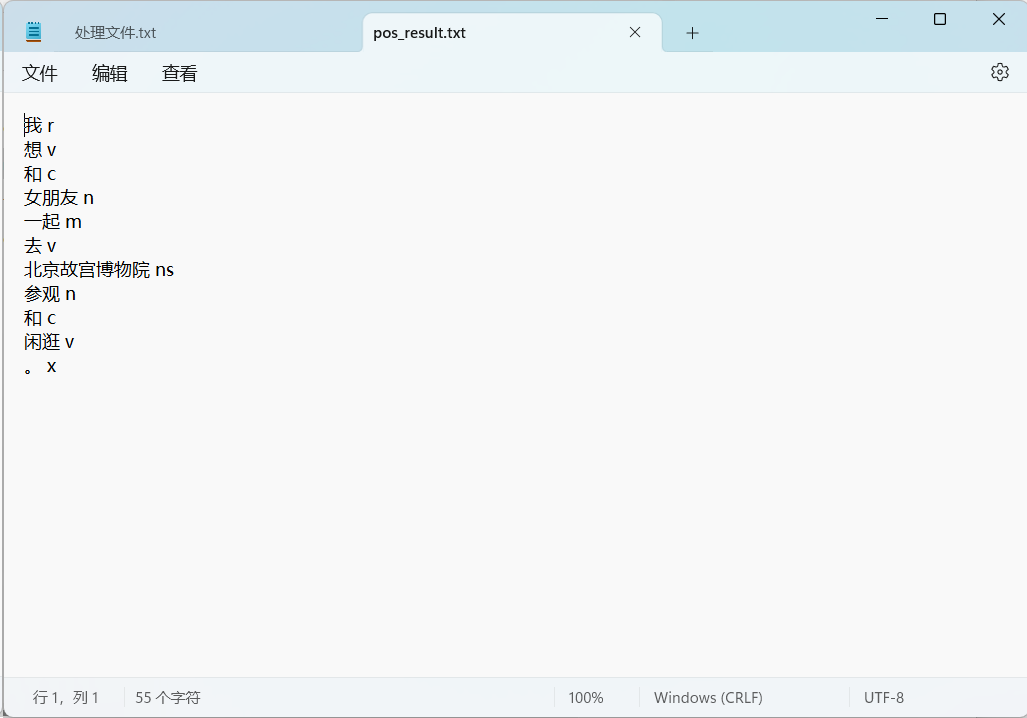 处理文件.txt
pos_result.txt
文件 编辑 查看
我 r
想 v
和 c
女朋友 n
一起 m
去 v
北京故宫博物院 ns
参观 n
和 c
闲逛 v
。 x
行 1，列 1 55 个字符 100% Windows (CRLF) UTF-8